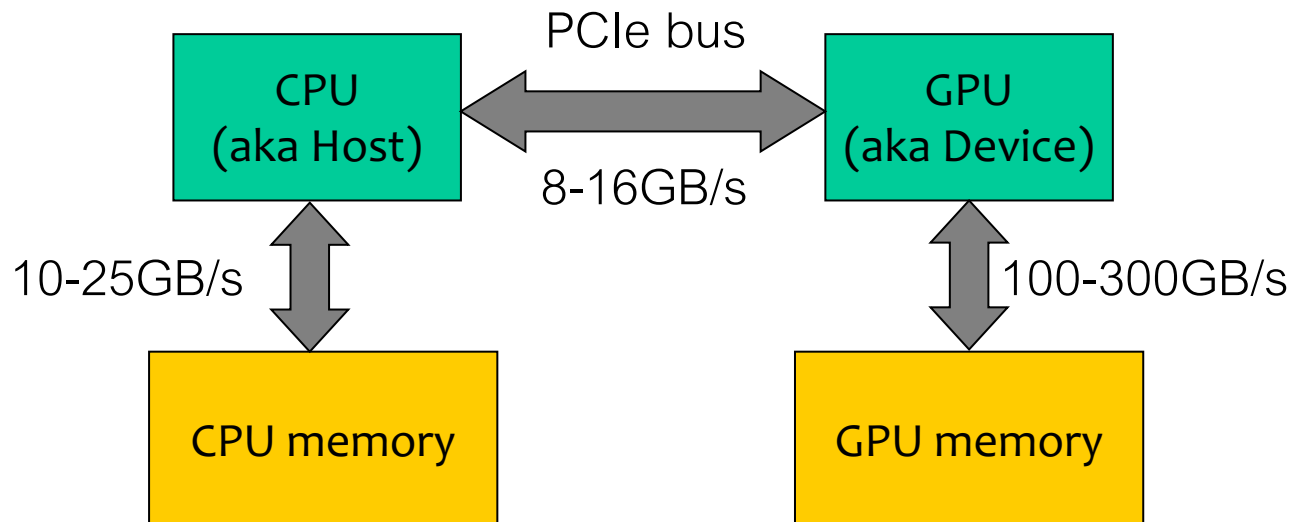 PCIe bus
CPU
(aka Host)
GPU
(aka Device)
8-16GB/s
10-25GB/s
100-300GB/s
CPU memory
GPU memory